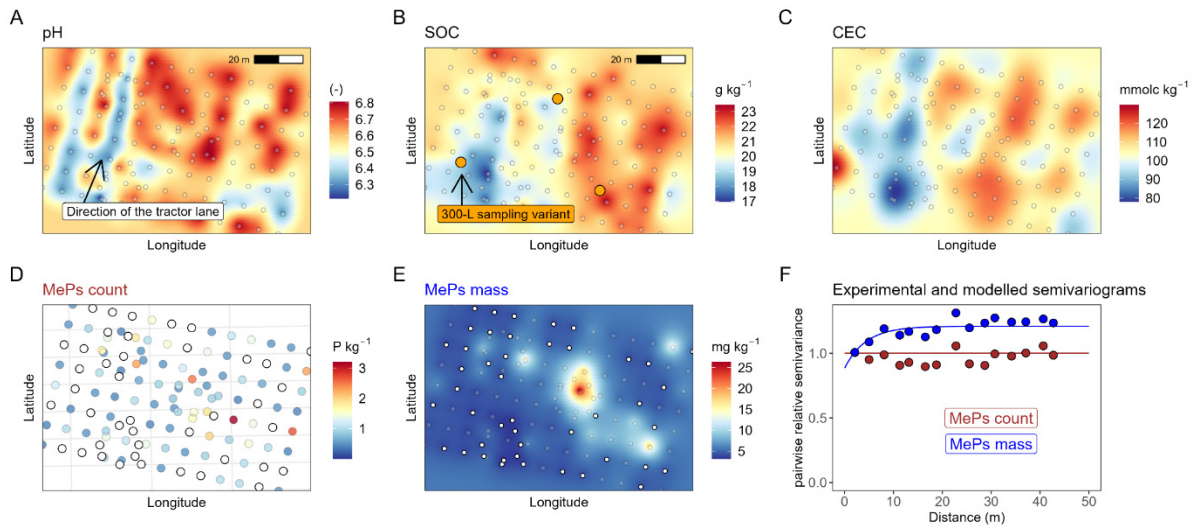 A
pH
20 m
(-)
6.8
6.7
6.6
6.5
6.4
6.3
Latitude
Direction of the tractor lane
Longitude
B
SOC
20 m
g kg⁻¹
23
22
21
20
19
18
17
Latitude
300-L sampling variant
Longitude
C
CEC
mmolc kg⁻¹
120
110
100
90
80
Latitude
Longitude
D
MePs count
P kg⁻¹
3
2
1
Latitude
Longitude
E
MePs mass
mg kg⁻¹
25
20
15
10
5
Latitude
Longitude
F
Experimental and modelled semivariograms
pairwise relative semivariance
1.0
0.5
0.0
MePs count
MePs mass
0 10 20 30 40 50
Distance (m)